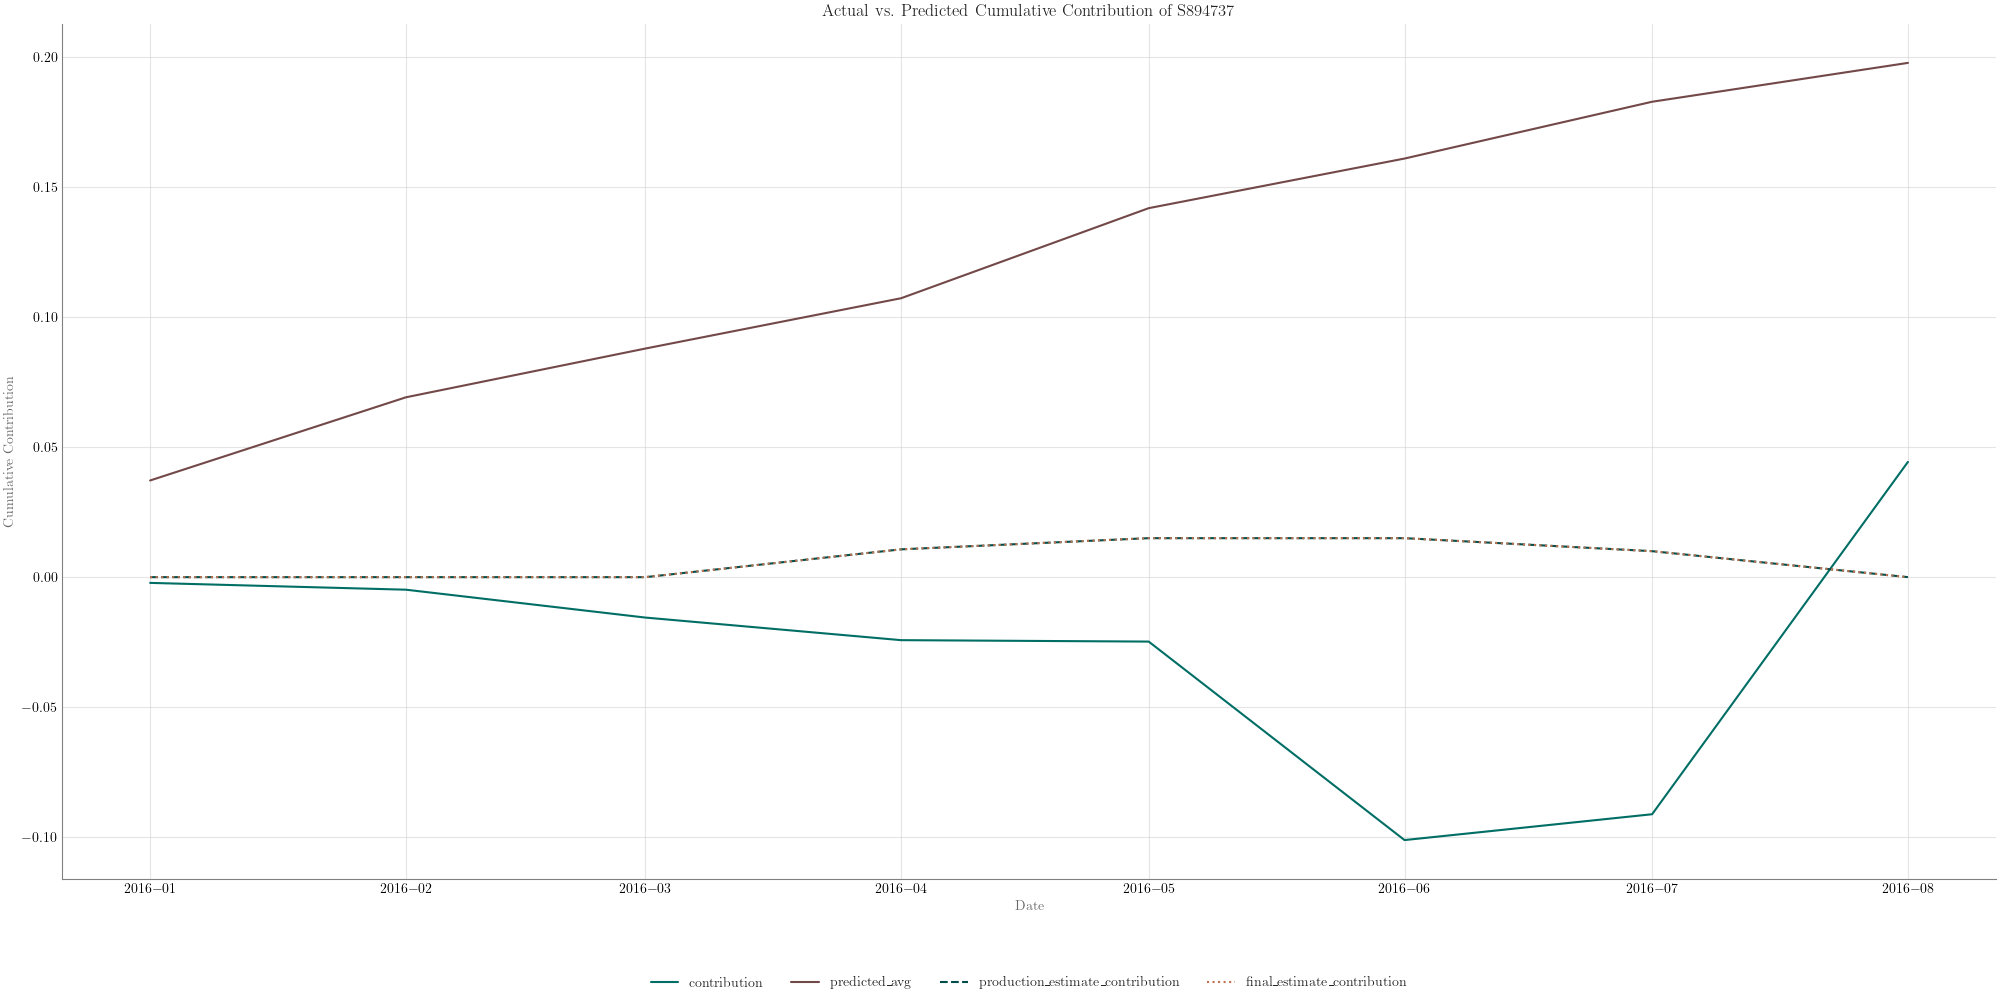 Actual vs. Predicted Cumulative Contribution of S894737
0.20
0.15
0.10
0.05
0.00
−0.05
−0.10
Cumulative Contribution
2016−01 2016−02 2016−03 2016−04 2016−05 2016−06 2016−07 2016−08
Date
contribution predicted_avg production_estimate_contribution final_estimate_contribution